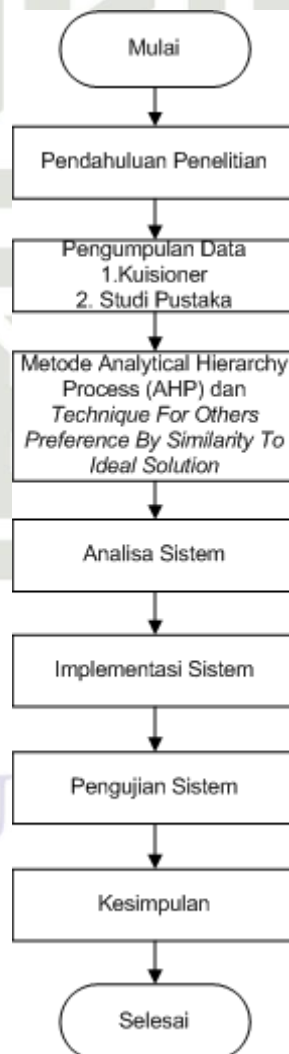 Mulai
Pendahuluan Penelitian
Pengumpulan Data
1.Kuisioner
2. Studi Pustaka
Metode Analytical Hierarchy
Process (AHP) dan
Technique For Others
Preference By Similarity To
Ideal Solution
Analisa Sistem
Implementasi Sistem
Pengujian Sistem
Kesimpulan
Selesai